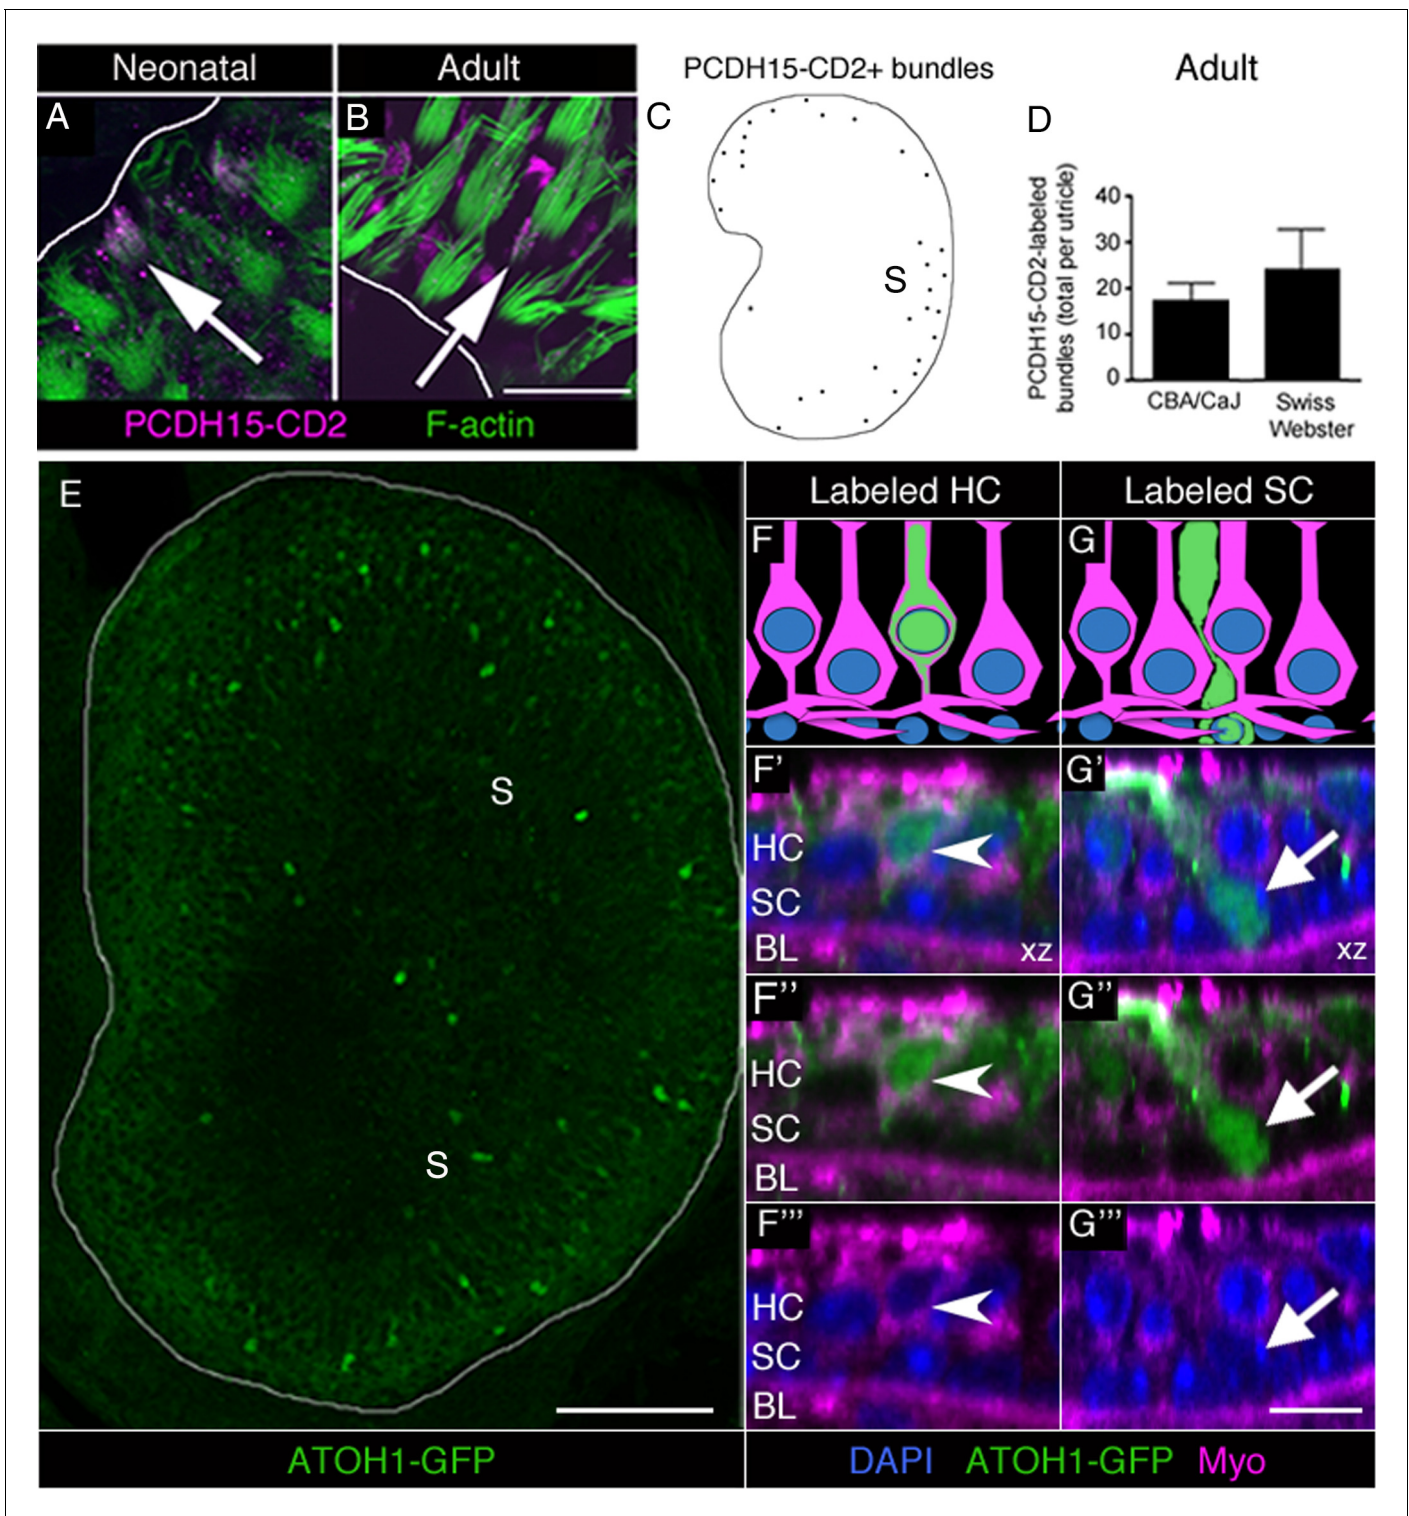 Neonatal
Adult
A
B
PCDH15-CD2
F-actin
PCDH15-CD2+ bundles
C
S
Adult
D
PCDH15-CD2-labeled
bundles (total per utricle)
40
30
20
10
0
CBA/CaJ
Swiss
Webster
E
S
S
ATOH1-GFP
Labeled HC
Labeled SC
F
G
F’
HC
SC
BL
xz
G’
xz
F’’
HC
SC
BL
G’’
F’’’
HC
SC
BL
G’’’
DAPI ATOH1-GFP Myo